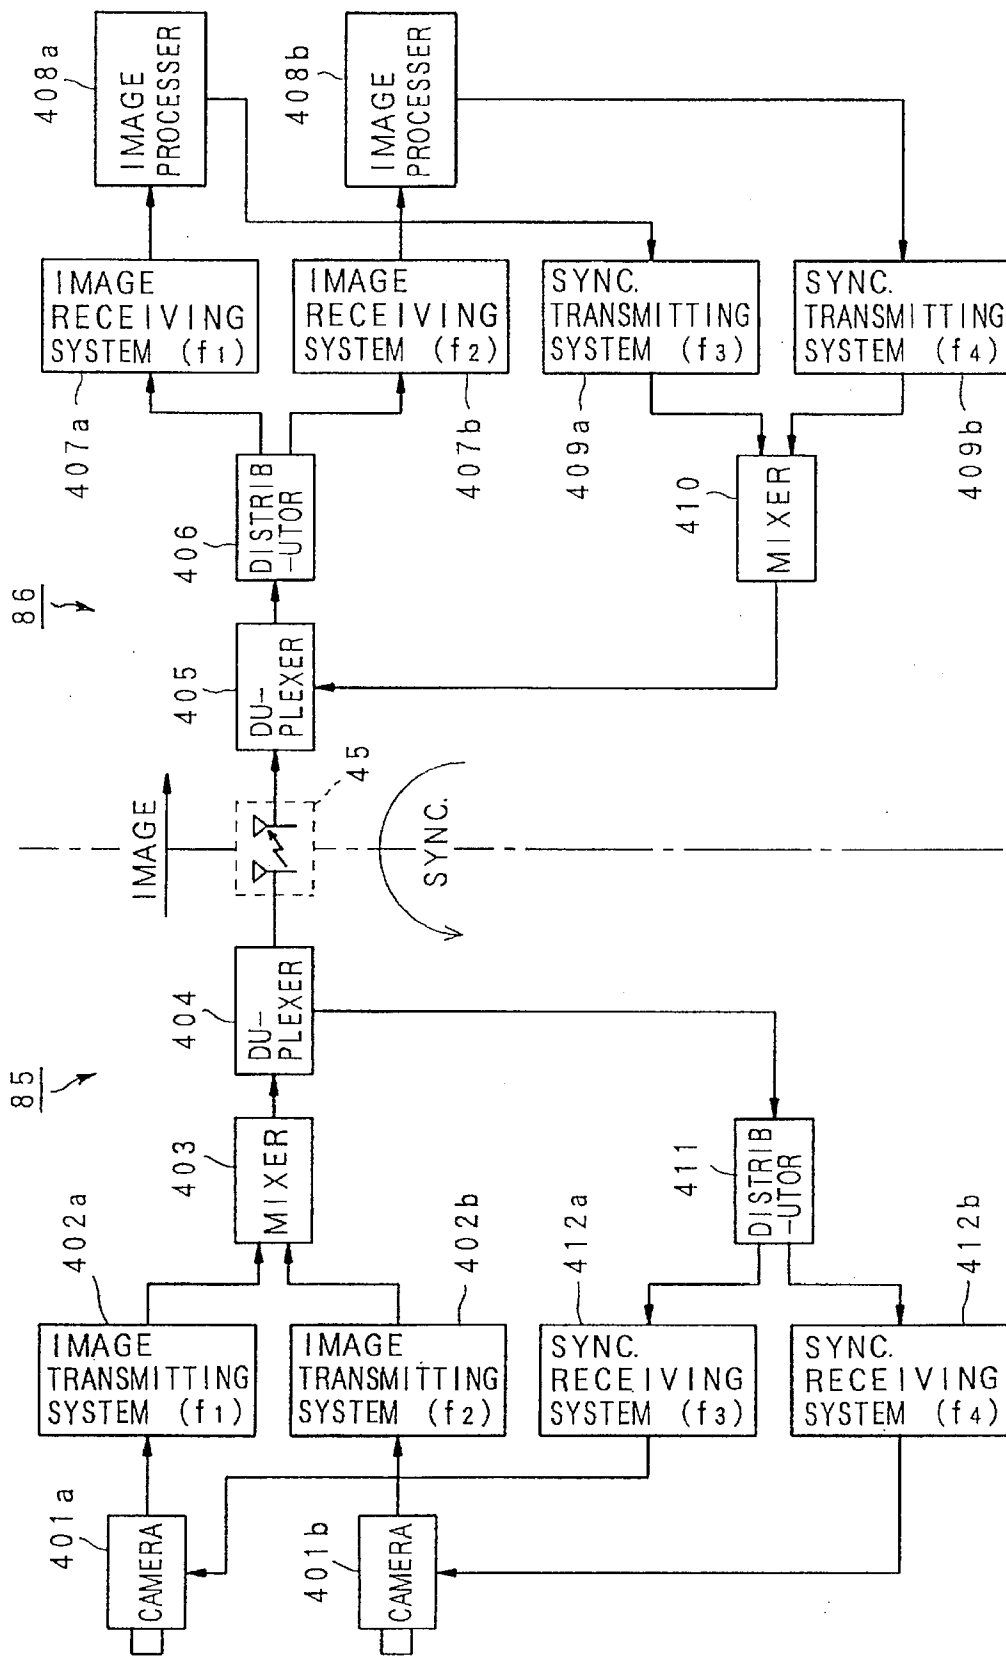 85
86
IMAGE
SYNC.
45
401a
CAMERA
402a
IMAGE
TRANSMITTING
SYSTEM (f1)
401b
CAMERA
402b
IMAGE
TRANSMITTING
SYSTEM (f2)
403
MIXER
404
DU-
PLEXER
405
DU-
PLEXER
406
DISTRIB
-UTOR
407a
IMAGE
RECEIVING
SYSTEM (f1)
408a
IMAGE
PROCESSER
407b
IMAGE
RECEIVING
SYSTEM (f2)
408b
IMAGE
PROCESSER
412a
SYNC.
RECEIVING
SYSTEM (f3)
412b
SYNC.
RECEIVING
SYSTEM (f4)
411
DISTRIB
-UTOR
410
MIXER
409a
SYNC.
TRANSMITTING
SYSTEM (f3)
409b
SYNC.
TRANSMITTING
SYSTEM (f4)